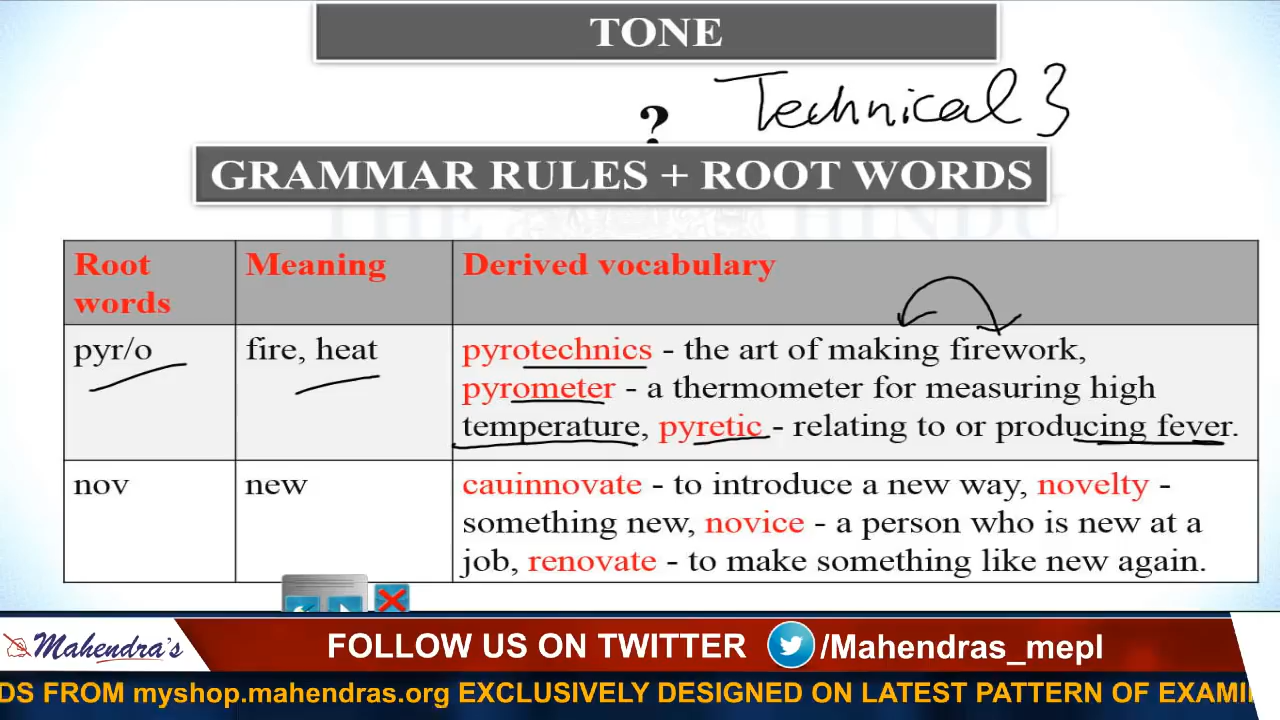 TONE
? Technical }
GRAMMAR RULES + ROOT WORDS
THE HINDU
Root words
Meaning
Derived vocabulary
pyr/o
fire, heat
pyrotechnics - the art of making firework,
pyrometer - a thermometer for measuring high
temperature, pyretic - relating to or producing fever.
nov
new
cauinnovate - to introduce a new way, novelty -
something new, novice - a person who is new at a
job, renovate - to make something like new again.
Mahendra's
FOLLOW US ON TWITTER /Mahendras_mepl
DS FROM myshop.mahendras.org EXCLUSIVELY DESIGNED ON LATEST PATTERN OF EXAMI